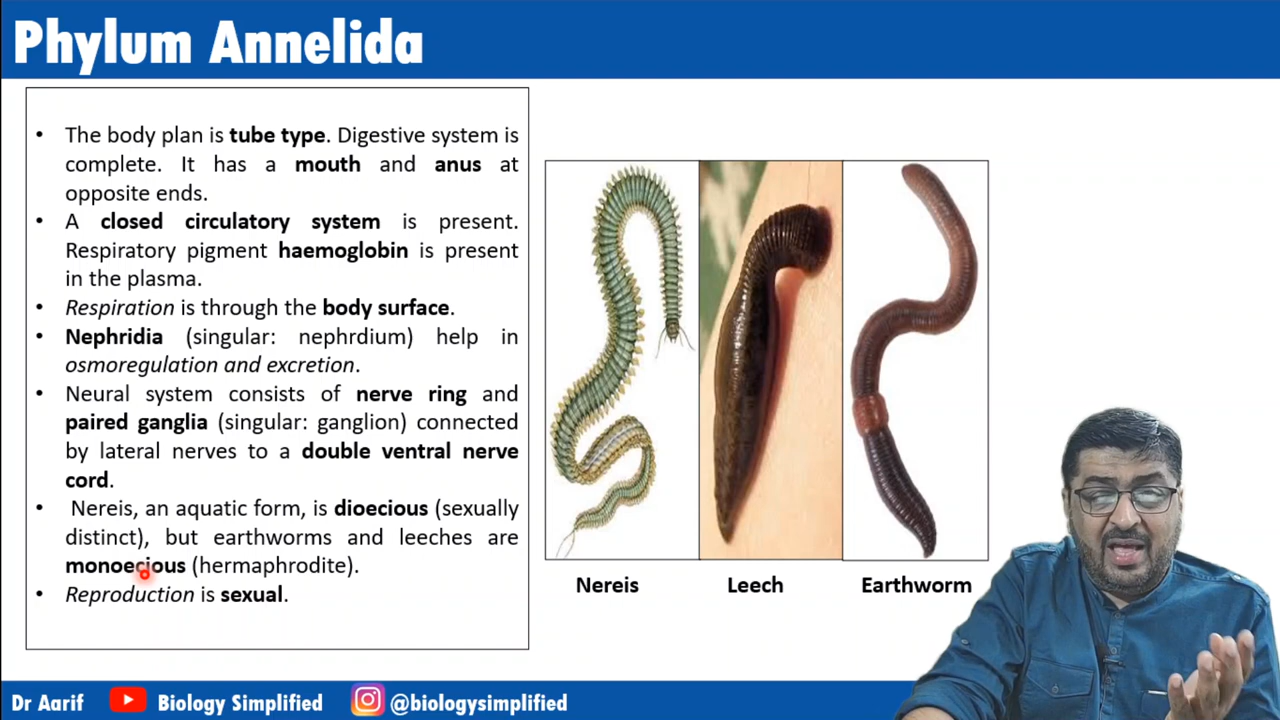 Phylum Annelida
• The body plan is tube type. Digestive system is
complete. It has a mouth and anus at
opposite ends.
• A closed circulatory system is present.
Respiratory pigment haemoglobin is present
in the plasma.
• Respiration is through the body surface.
• Nephridia (singular: nephrdium) help in
osmoregulation and excretion.
• Neural system consists of nerve ring and
paired ganglia (singular: ganglion) connected
by lateral nerves to a double ventral nerve
cord.
• Nereis, an aquatic form, is dioecious (sexually
distinct), but earthworms and leeches are
monoecious (hermaphrodite).
• Reproduction is sexual.
Nereis Leech Earthworm
Dr Aarif Biology Simplified @biologysimplified